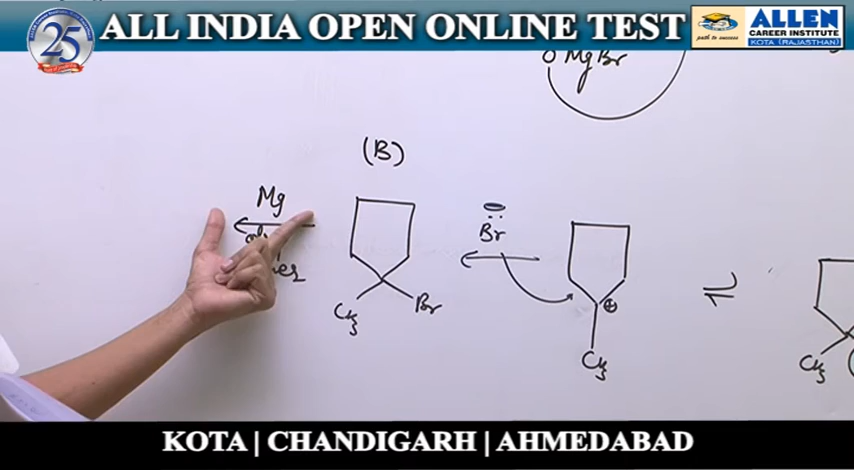 25
ALL INDIA OPEN ONLINE TEST
path to success
ALLEN
CAREER INSTITUTE
KOTA (RAJASTHAN)
O MgBr
(B)
Mg
CH3
Br
⊖
Br
⊕
CH3
⇌
CH3
KOTA | CHANDIGARH | AHMEDABAD